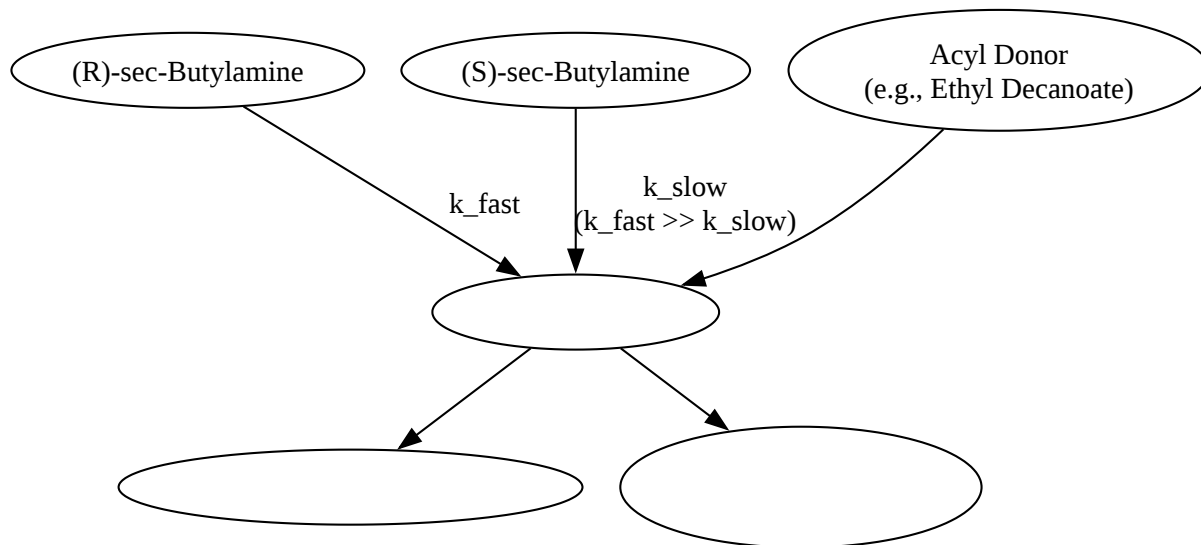 (R)-sec-Butylamine
(S)-sec-Butylamine
Acyl Donor
(e.g., Ethyl Decanoate)
k_fast
k_slow
(k_fast >> k_slow)